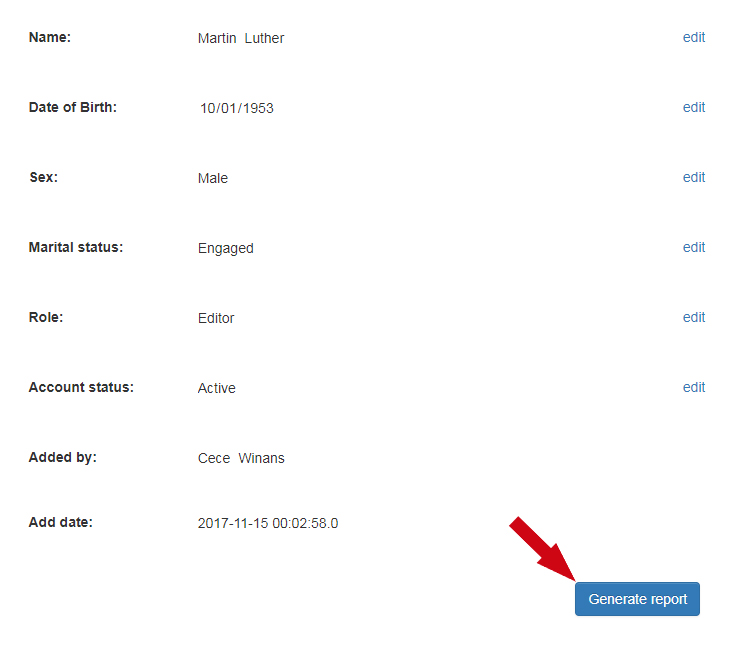 Name: Martin Luther edit
Date of Birth: 10/01/1953 edit
Sex: Male edit
Marital status: Engaged edit
Role: Editor edit
Account status: Active edit
Added by: Cece Winans
Add date: 2017-11-15 00:02:58.0
Generate report